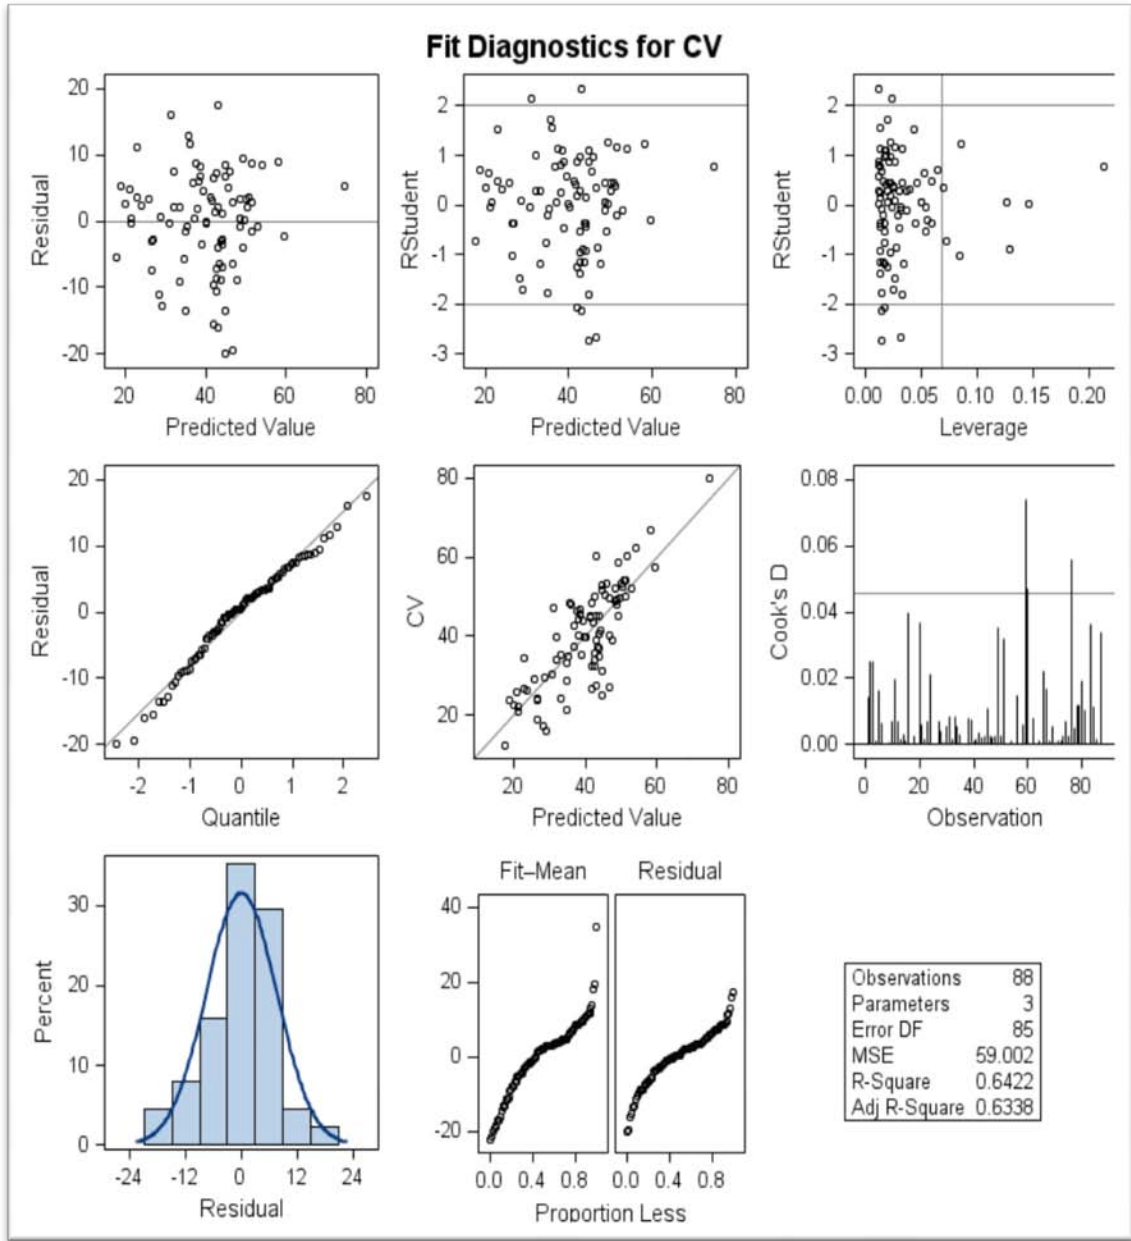 Fit Diagnostics for CV
20
10
0
-10
-20
Residual
20 40 60 80
Predicted Value
2
1
0
-1
-2
-3
RStudent
20 40 60 80
Predicted Value
2
1
0
-1
-2
-3
RStudent
0.00 0.05 0.10 0.15 0.20
Leverage
20
10
0
-10
-20
Residual
-2 -1 0 1 2
Quantile
80
60
40
20
CV
20 40 60 80
Predicted Value
0.08
0.06
0.04
0.02
0.00
Cook's D
0 20 40 60 80
Observation
30
20
10
0
Percent
-24 -12 0 12 24
Residual
Fit–Mean Residual
40
20
0
-20
0.0 0.4 0.8 0.0 0.4 0.8
Proportion Less
Observations 88
Parameters 3
Error DF 85
MSE 59.002
R-Square 0.6422
Adj R-Square 0.6338